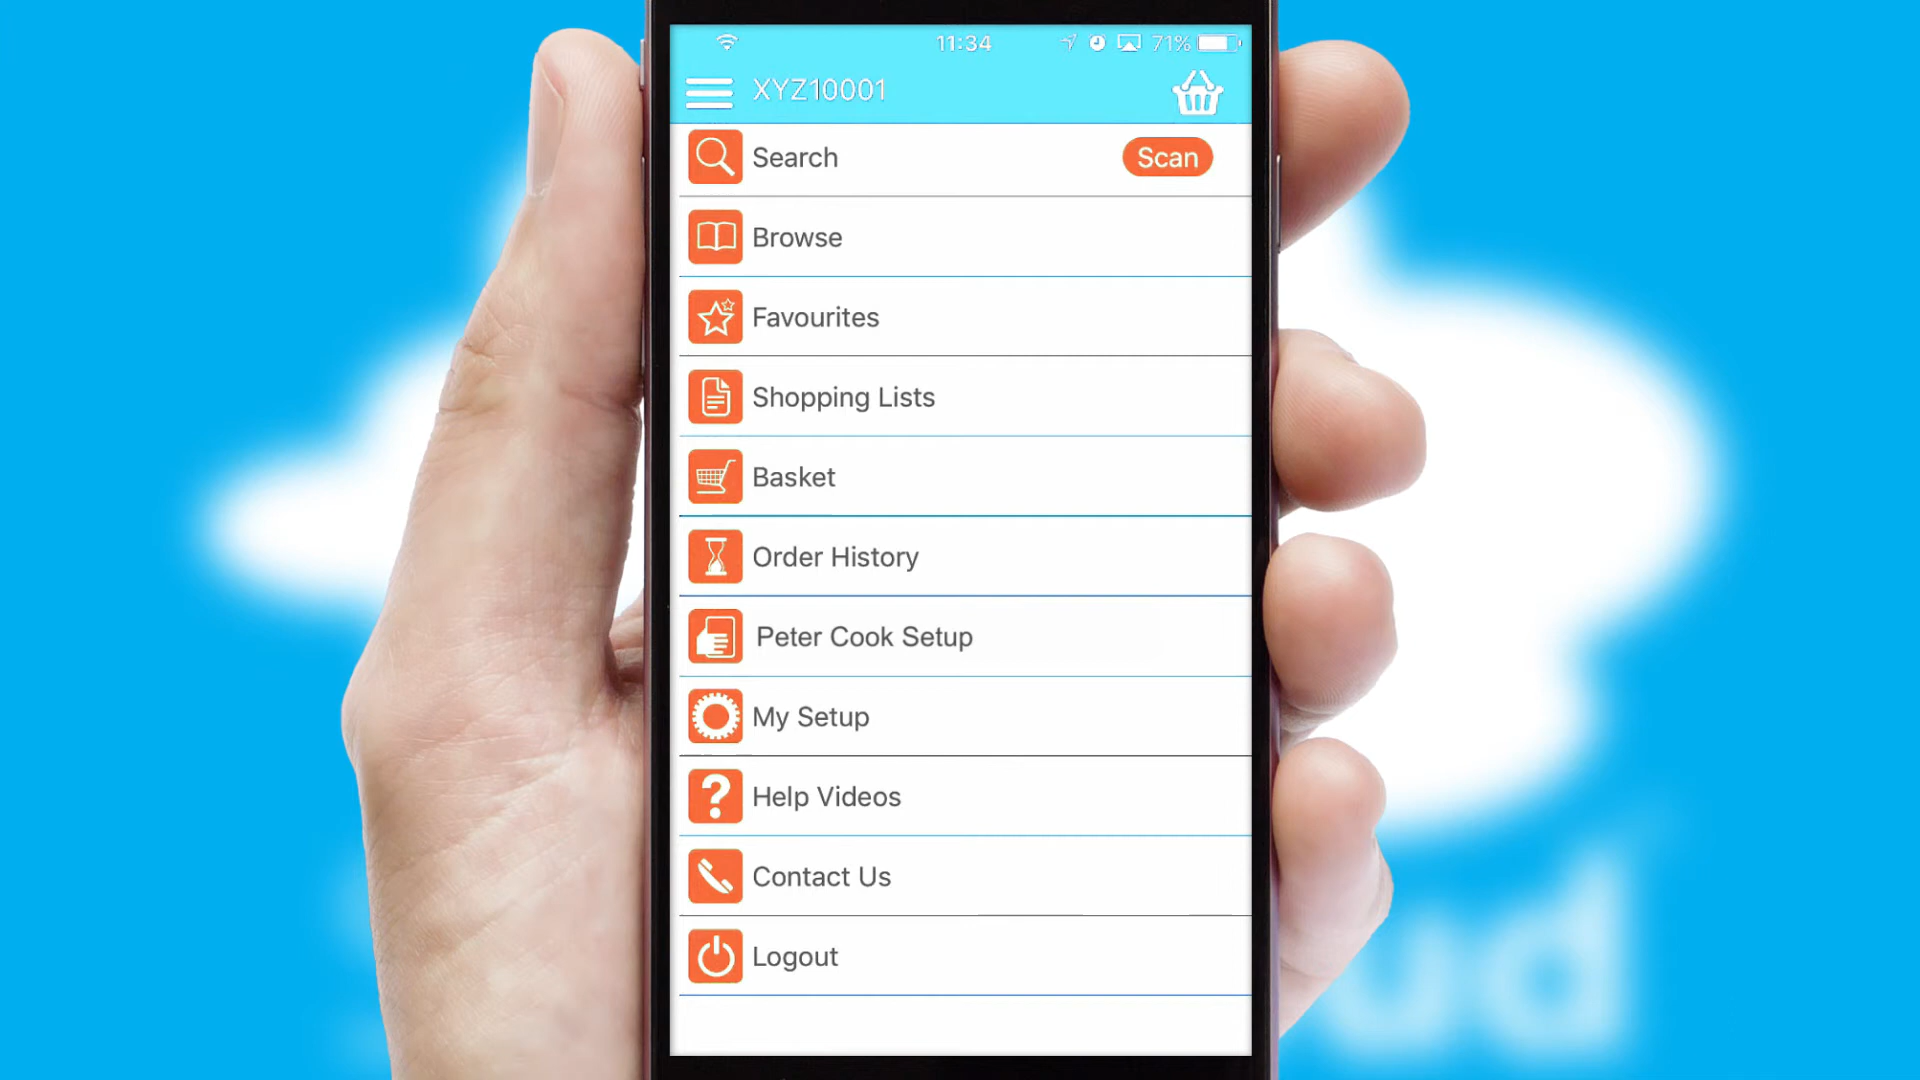 11:34
71%
XYZ10001
Search
Scan
Browse
Favourites
Shopping Lists
Basket
Order History
Peter Cook Setup
My Setup
Help Videos
Contact Us
Logout